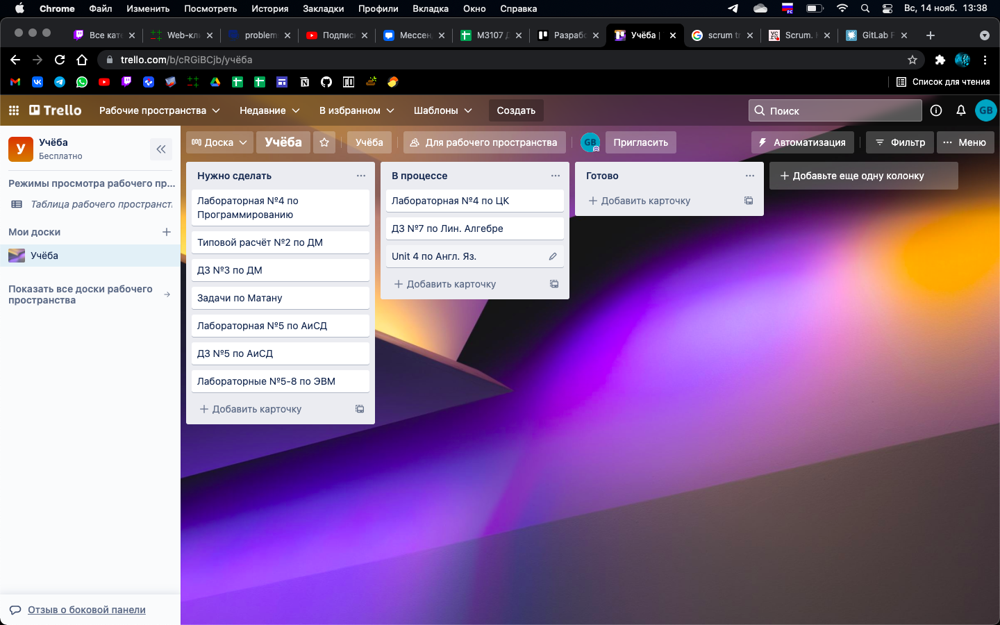 Chrome Файл Изменить Посмотреть История Закладки Профили Вкладка Окно Справка РС Вс, 14 нояб. 13:38
Все кат Web-кл problem Подписк Мессен М3107 Разраб Учёба | scrum tr Scrum. GitLab F
trello.com/b/cRGiBCjb/учёба
Список для чтения
Trello Рабочие пространства Недавние В избранном Шаблоны Создать Поиск GB
У Учёба
Бесплатно
Доска Учёба Учёба Для рабочего пространства GB Пригласить Автоматизация Фильтр Меню
Режимы просмотра рабочего пр...
Таблица рабочего пространст
Мои доски
Учёба
Показать все доски рабочего
пространства
Отзыв о боковой панели
Нужно сделать
Лабораторная №4 по
Программированию
Типовой расчёт №2 по ДМ
ДЗ №3 по ДМ
Задачи по Матану
Лабораторная №5 по АиСД
ДЗ №5 по АиСД
Лабораторные №5-8 по ЭВМ
Добавить карточку
В процессе
Лабораторная №4 по ЦК
ДЗ №7 по Лин. Алгебре
Unit 4 по Англ. Яз.
Добавить карточку
Готово
Добавить карточку
Добавьте еще одну колонку